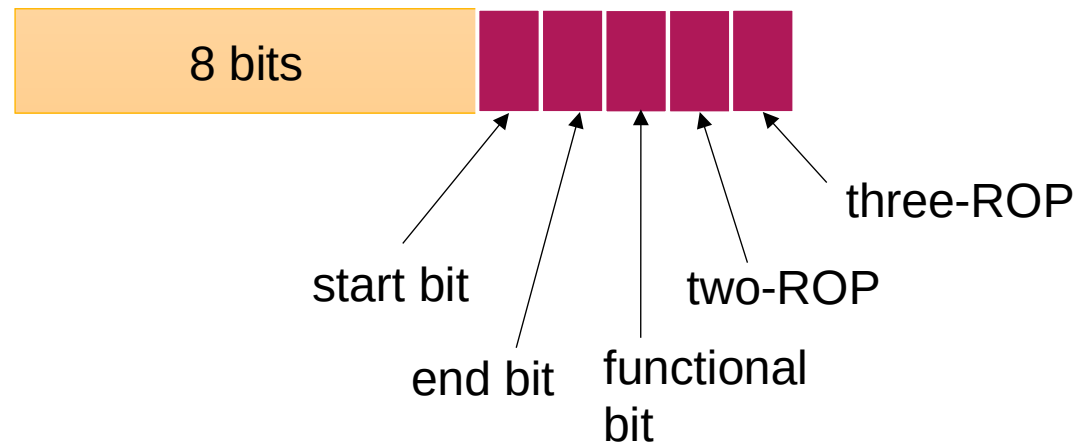 8 bits
three-ROP
start bit
two-ROP
end bit
functional
bit